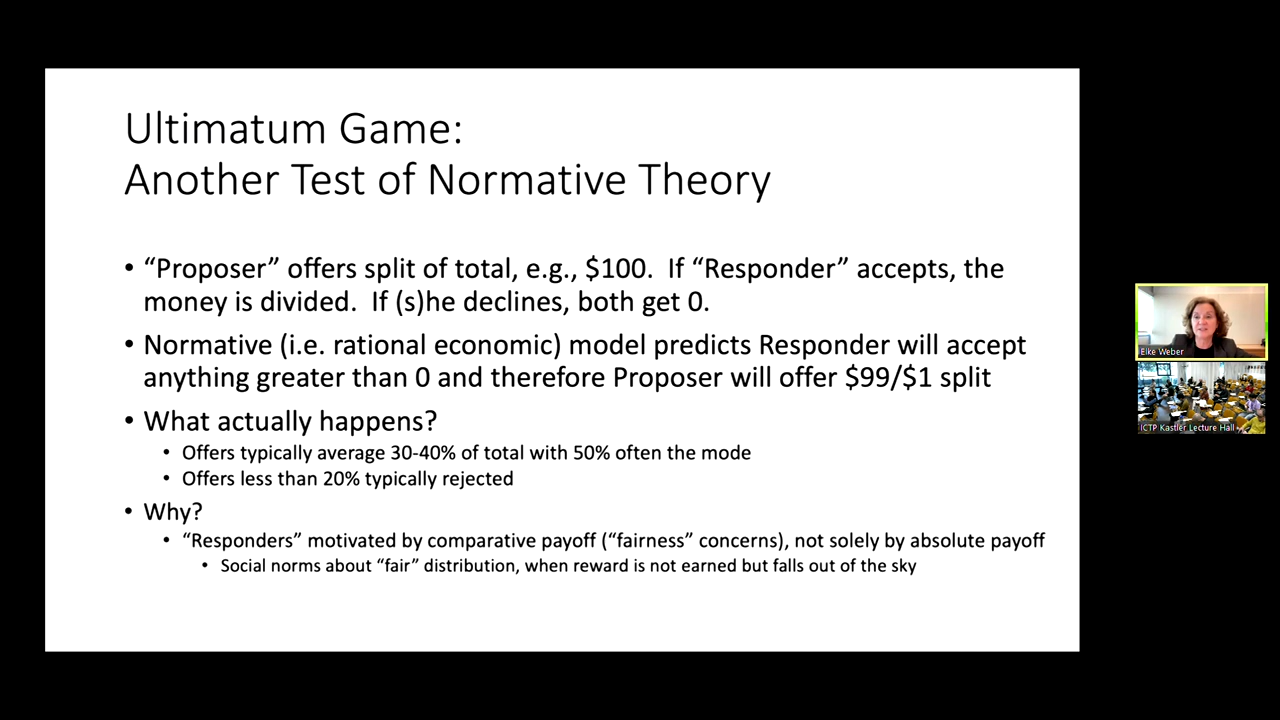 Ultimatum Game:
Another Test of Normative Theory
• “Proposer” offers split of total, e.g., $100.  If “Responder” accepts, the
money is divided.  If (s)he declines, both get 0.
• Normative (i.e. rational economic) model predicts Responder will accept
anything greater than 0 and therefore Proposer will offer $99/$1 split
• What actually happens?
• Offers typically average 30-40% of total with 50% often the mode
• Offers less than 20% typically rejected
• Why?
• “Responders” motivated by comparative payoff (“fairness” concerns), not solely by absolute payoff
• Social norms about “fair” distribution, when reward is not earned but falls out of the sky
Elke Weber
ICTP Kastler Lecture Hall